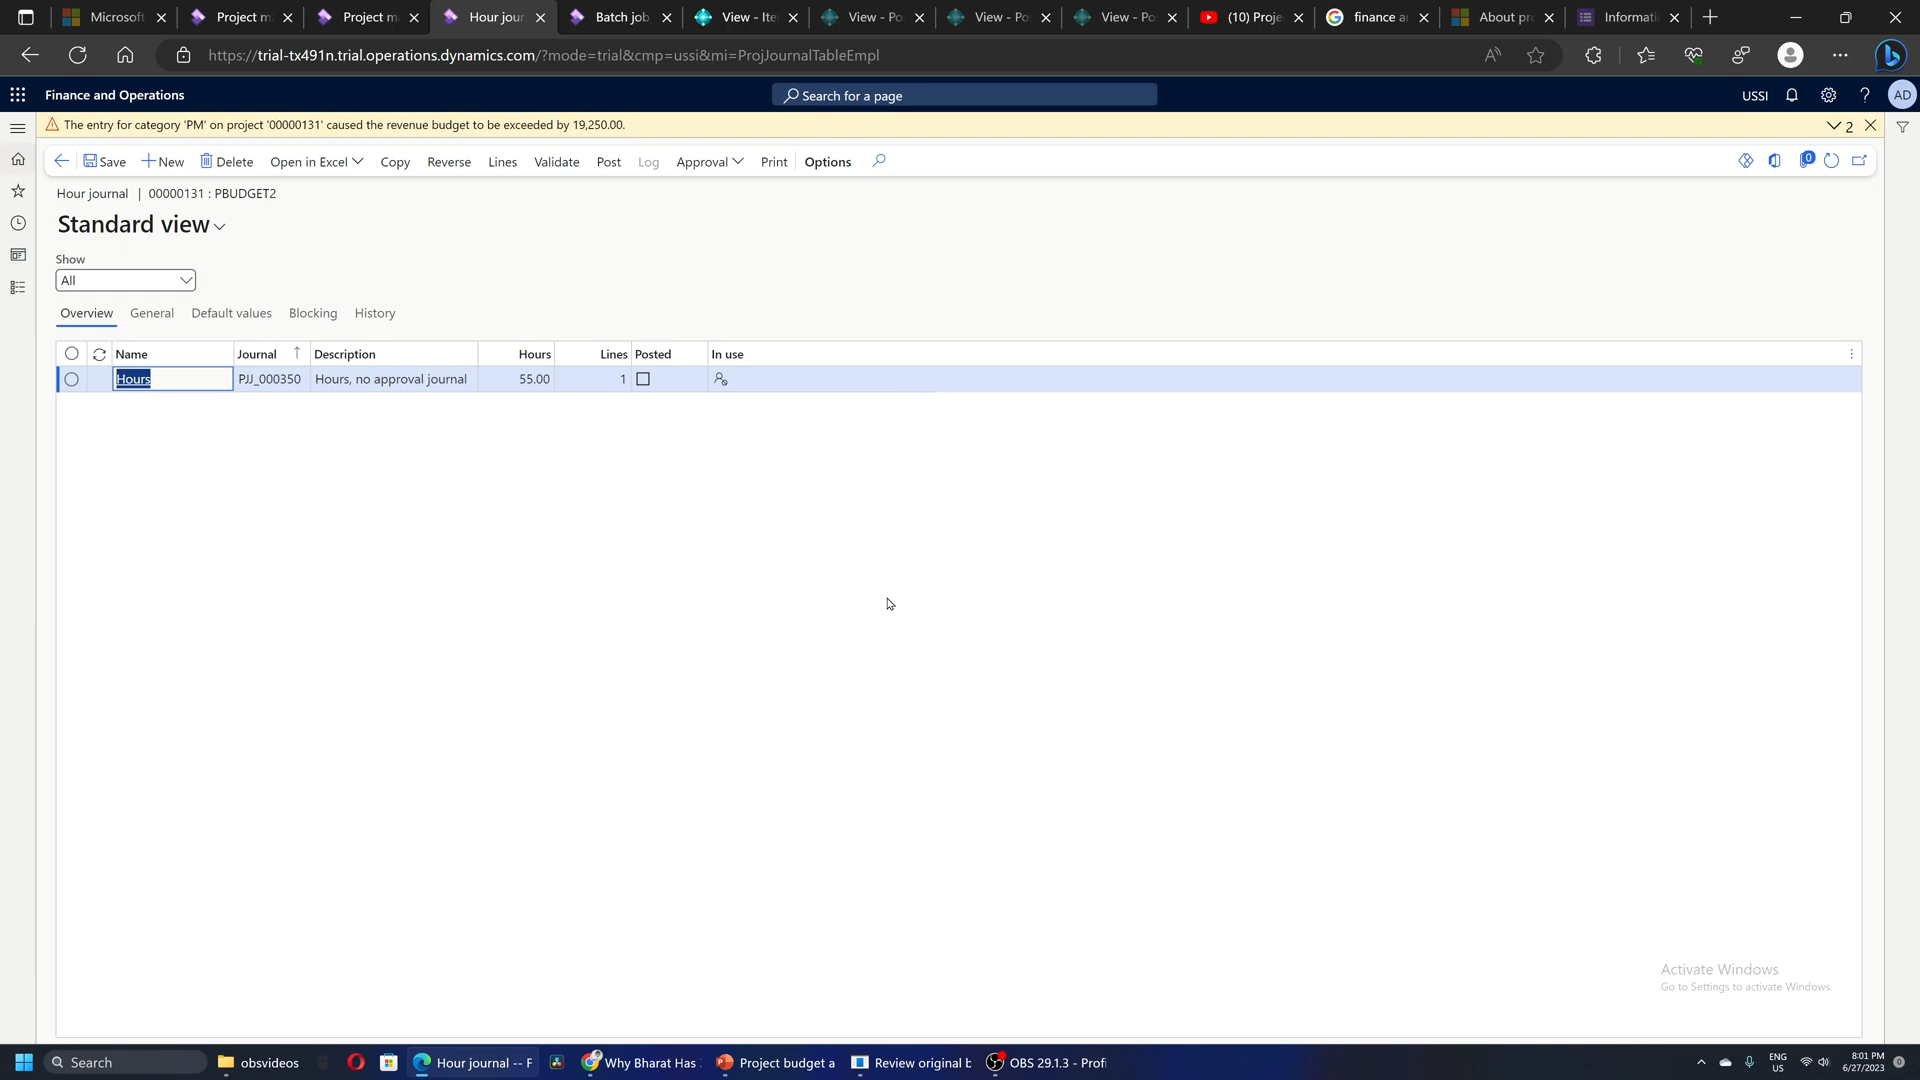 Microsoft
Project m
Project m
Hour jour
Batch job
View - Ite
View - Po
View - Po
View - Po
(10) Proje
finance a
About pr
Informati
https://trial-tx491n.trial.operations.dynamics.com/?mode=trial&cmp=ussi&mi=ProjJournalTableEmpl
Finance and Operations
Search for a page
USSI
AD
The entry for category 'PM' on project '00000131' caused the revenue budget to be exceeded by 19,250.00.
2
Save
New
Delete
Open in Excel
Copy
Reverse
Lines
Validate
Post
Log
Approval
Print
Options
0
Hour journal | 00000131 : PBUDGET2
Standard view
Show
All
Overview General Default values Blocking History
Name Journal Description Hours Lines Posted In use
Hours PJJ_000350 Hours, no approval journal 55.00 1
Activate Windows
Go to Settings to activate Windows.
Search
obsvideos
Hour journal -- F
Why Bharat Has
Project budget a
Review original b
OBS 29.1.3 - Profi
ENG
US
8:01 PM
6/27/2023